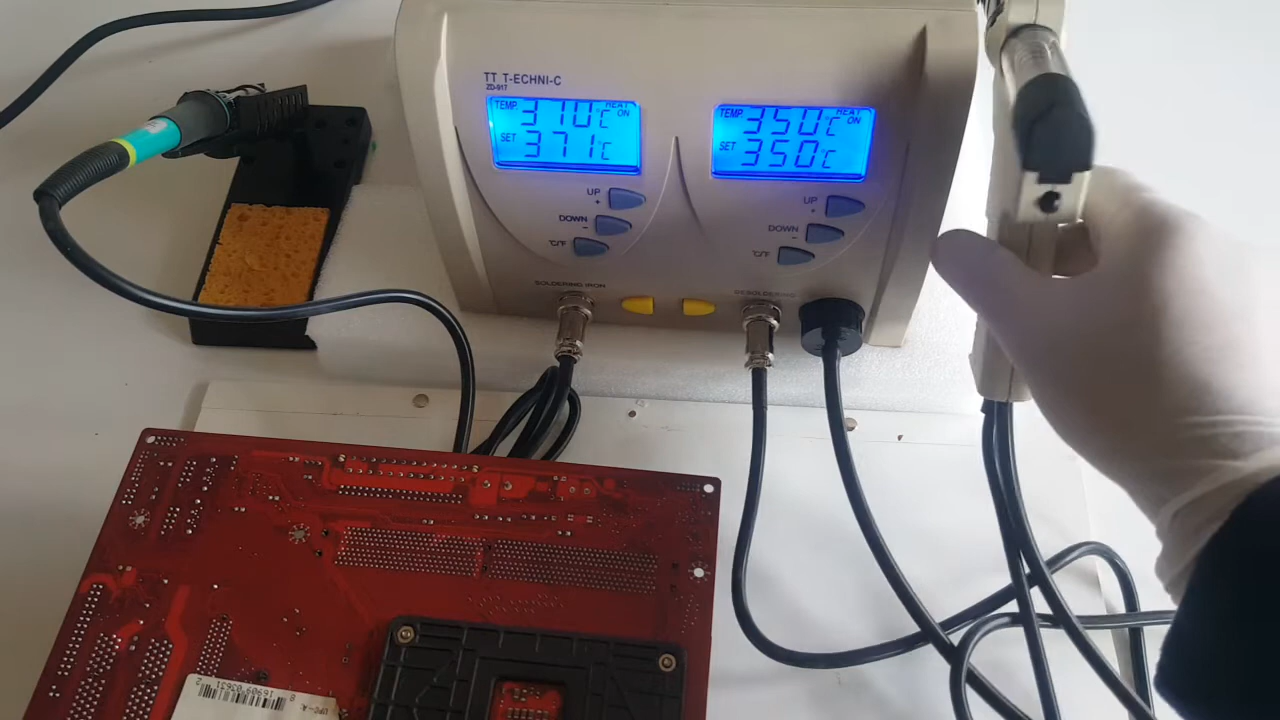 TT T-ECHNI-C
ZD-917
TEMP 310°C HEAT ON
SET 371°C
TEMP 350°C HEAT ON
SET 350°C
UP
+
DOWN
-
°C/°F
UP
+
DOWN
-
°C/°F
SOLDERING IRON
DESOLDERING